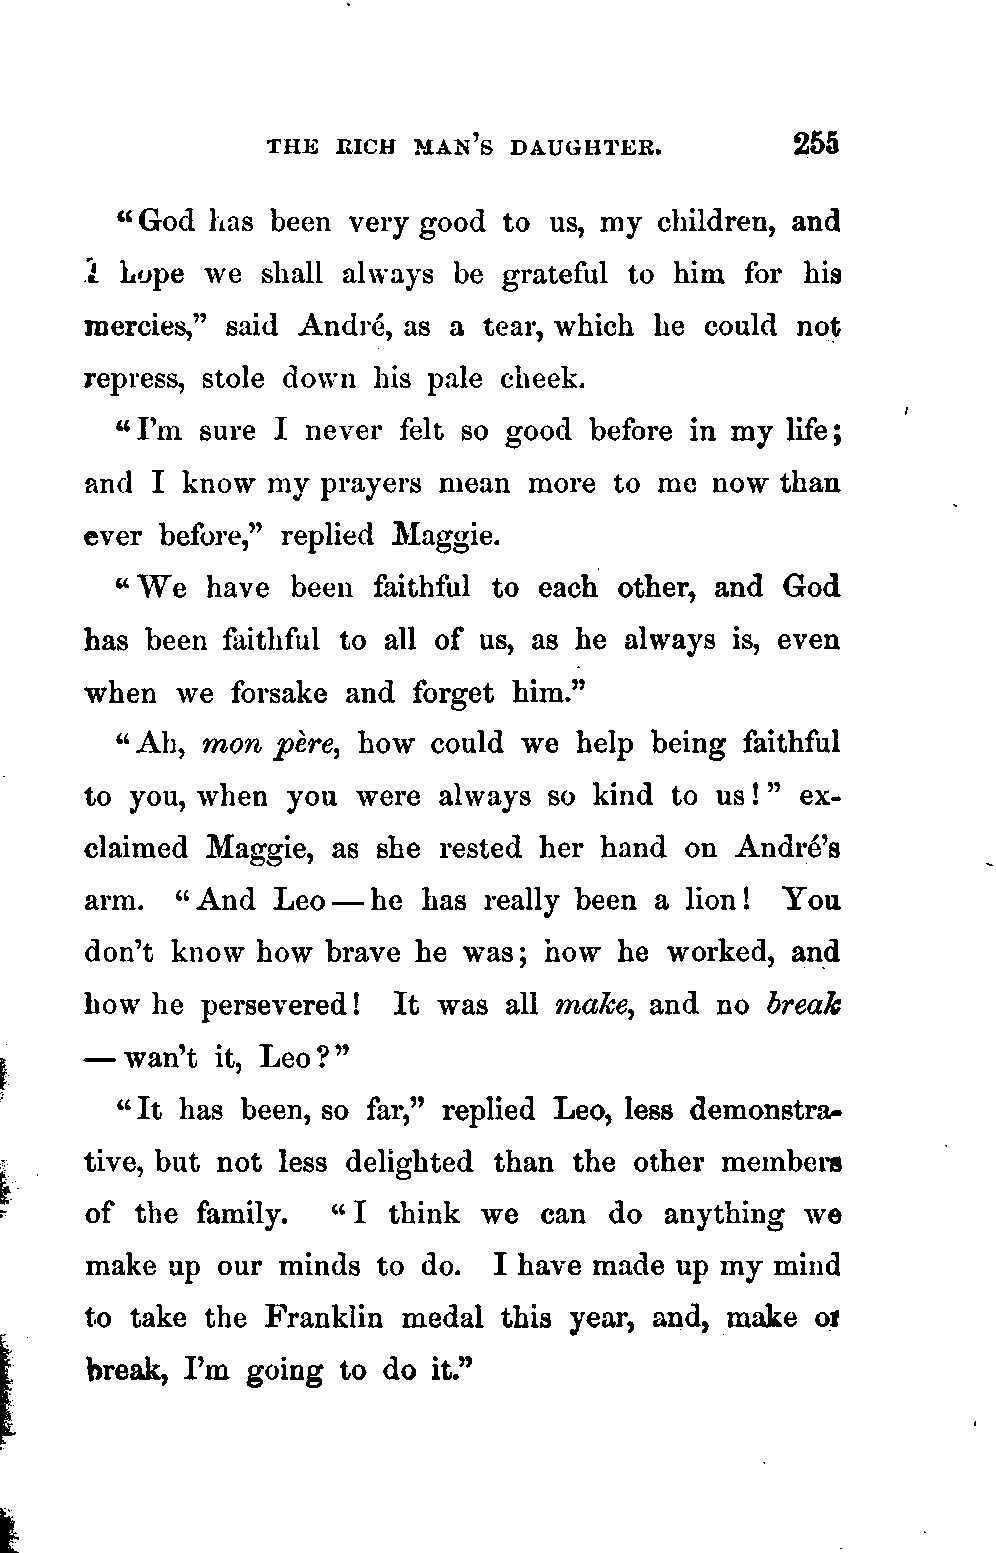 THE RICH MAN'S DAUGHTER. 255
“God has been very good to us, my children, and
I hope we shall always be grateful to him for his
mercies,” said André, as a tear, which he could not
repress, stole down his pale cheek.
“I'm sure I never felt so good before in my life;
and I know my prayers mean more to me now than
ever before,” replied Maggie.
“We have been faithful to each other, and God
has been faithful to all of us, as he always is, even
when we forsake and forget him.”
“Ah, mon père, how could we help being faithful
to you, when you were always so kind to us!” ex-
claimed Maggie, as she rested her hand on André's
arm. “And Leo — he has really been a lion! You
don't know how brave he was; how he worked, and
how he persevered! It was all make, and no break
— wan't it, Leo?”
“It has been, so far,” replied Leo, less demonstra-
tive, but not less delighted than the other members
of the family. “I think we can do anything we
make up our minds to do. I have made up my mind
to take the Franklin medal this year, and, make or
break, I'm going to do it.”